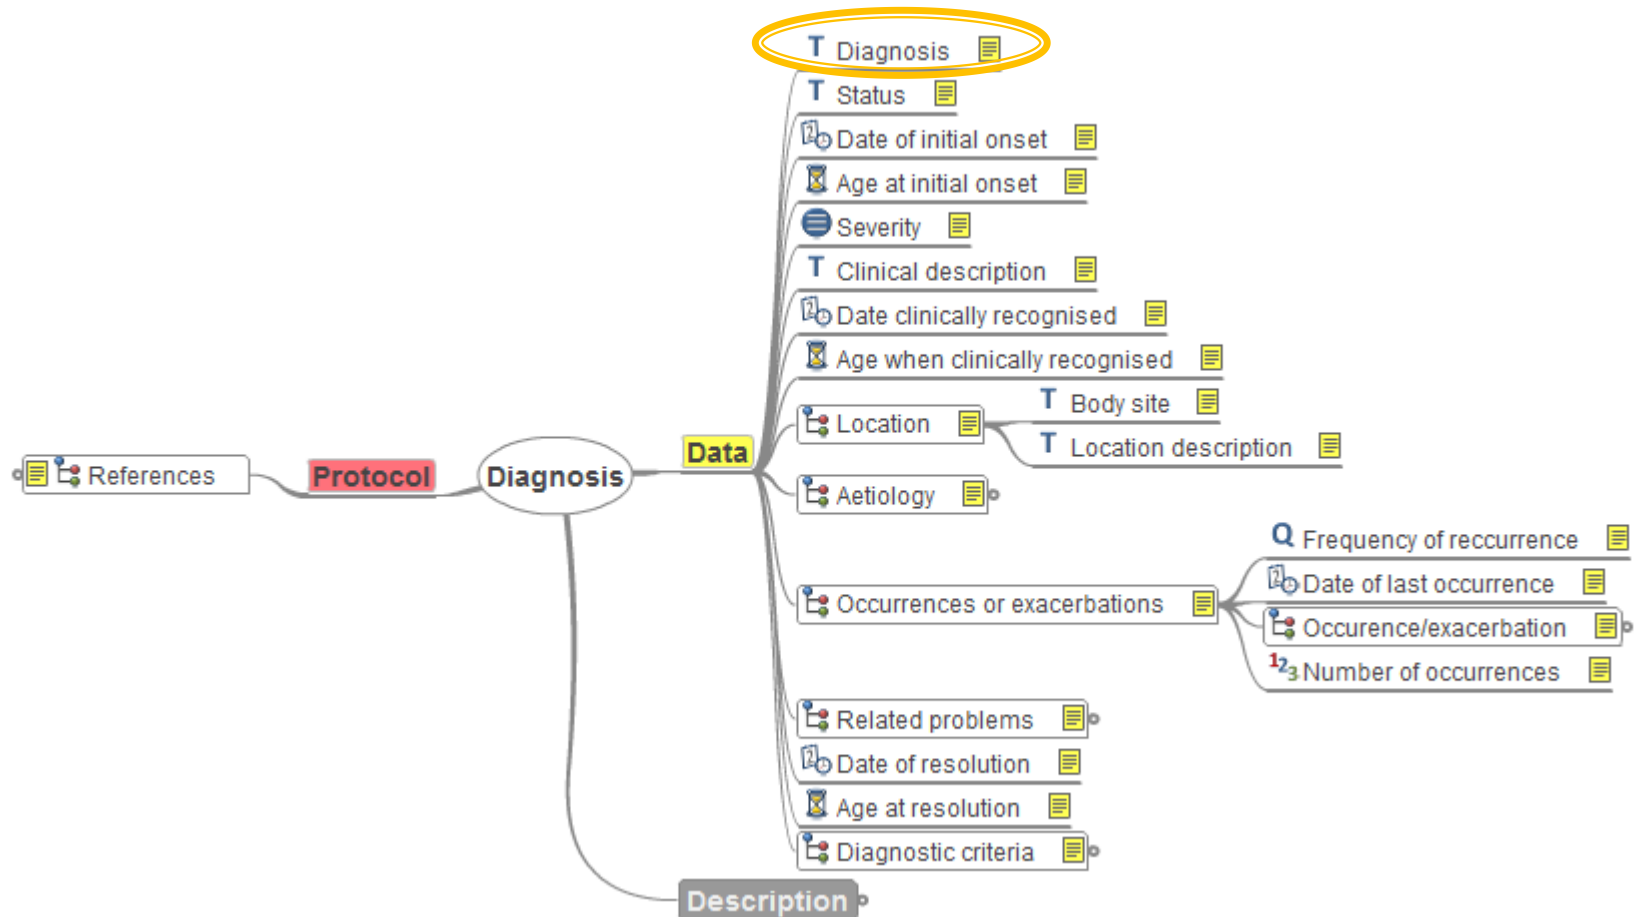 T Diagnosis
T Status
Date of initial onset
Age at initial onset
Severity
T Clinical description
Date clinically recognised
Age when clinically recognised
Location
T Body site
T Location description
Data
Diagnosis
Protocol
References
Aetiology
Occurrences or exacerbations
Q Frequency of reccurrence
Date of last occurrence
Occurence/exacerbation
123 Number of occurrences
Related problems
Date of resolution
Age at resolution
Diagnostic criteria
Description